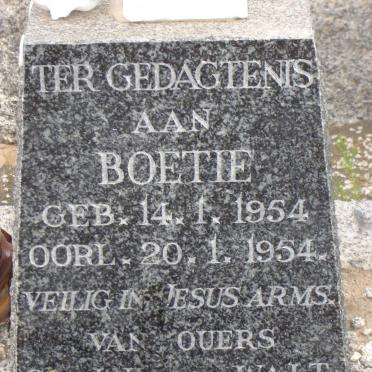 TER GEDAGTENIS
AAN
BOETIE
GEB. 14. 1. 1954
OORL. 20. 1. 1954.
VEILIG IN JESUS ARMS.
VAN OUERS